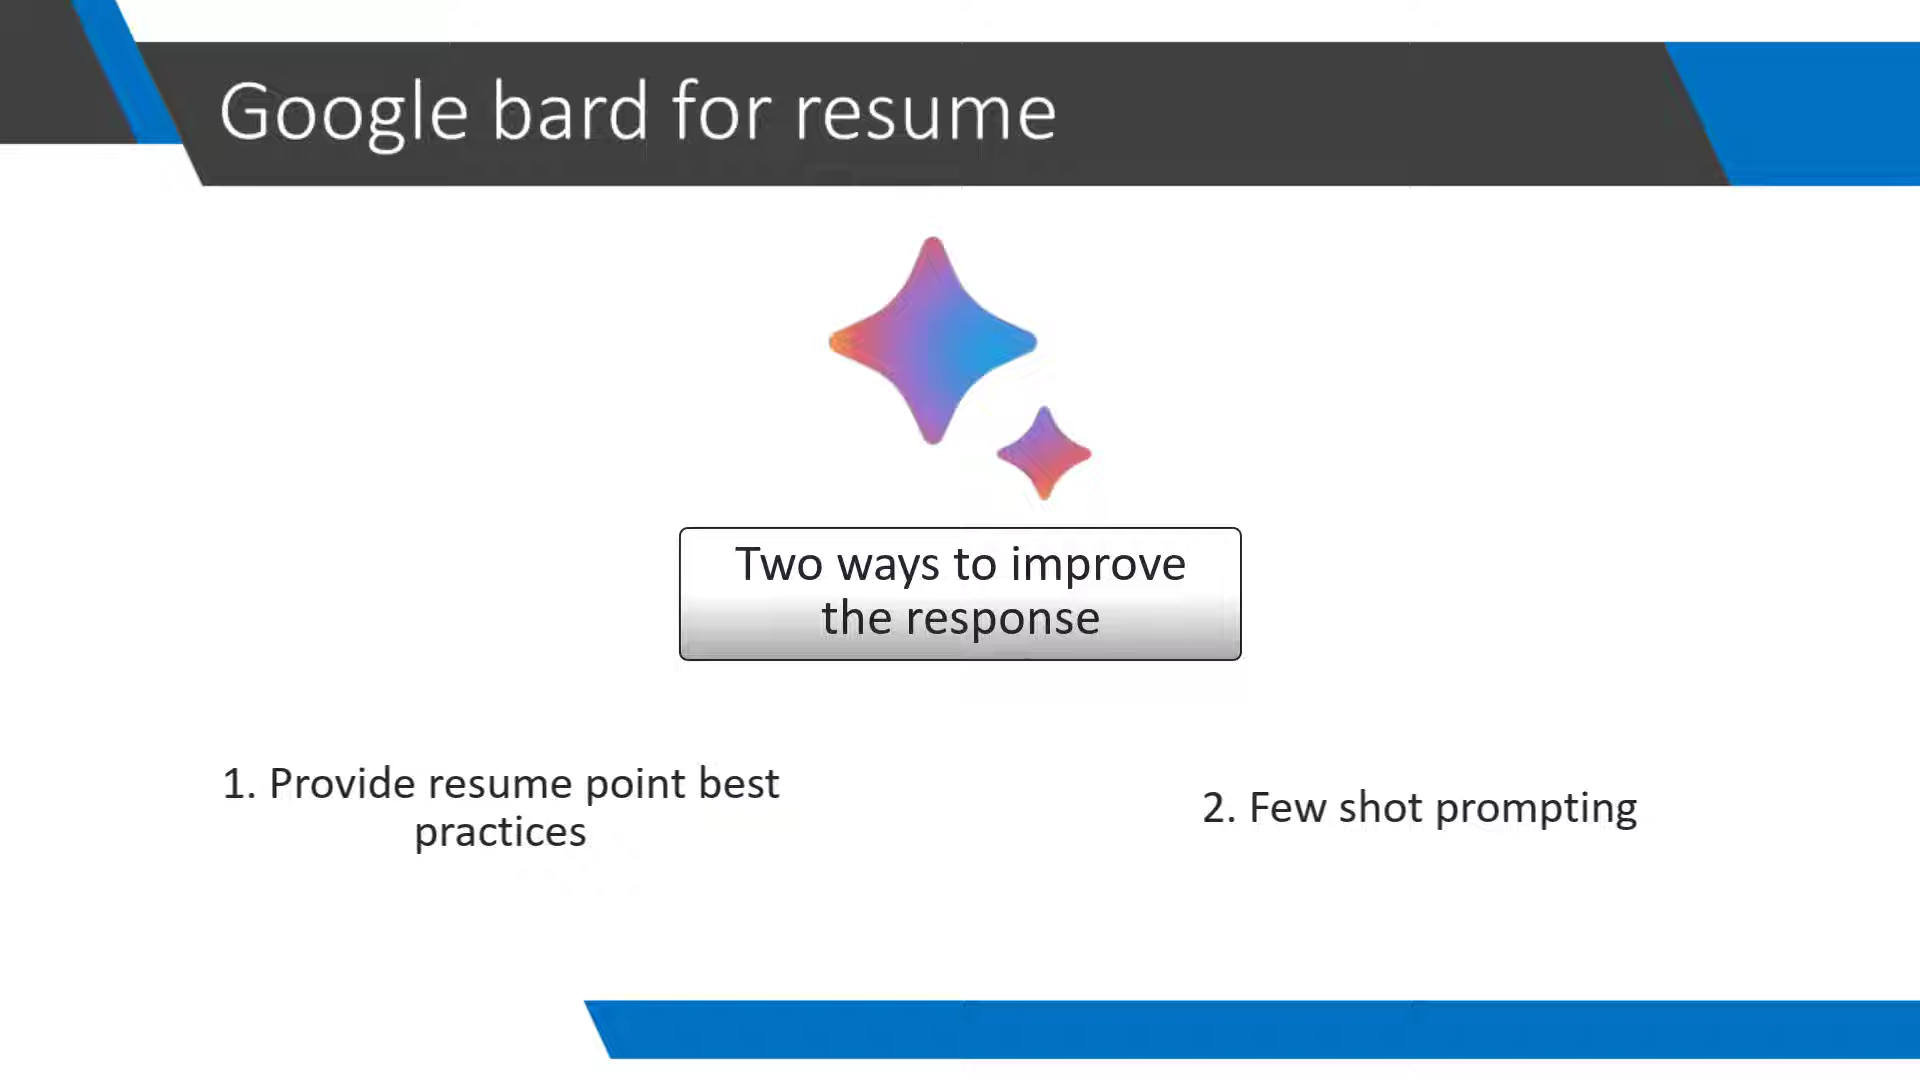 Google bard for resume
Two ways to improve
the response
1. Provide resume point best
practices
2. Few shot prompting